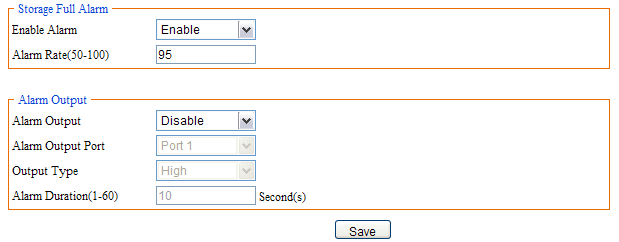 Storage Full Alarm
Enable Alarm Enable
Alarm Rate(50-100) 95
Alarm Output
Alarm Output Disable
Alarm Output Port Port 1
Output Type High
Alarm Duration(1-60) 10 Second(s)
Save